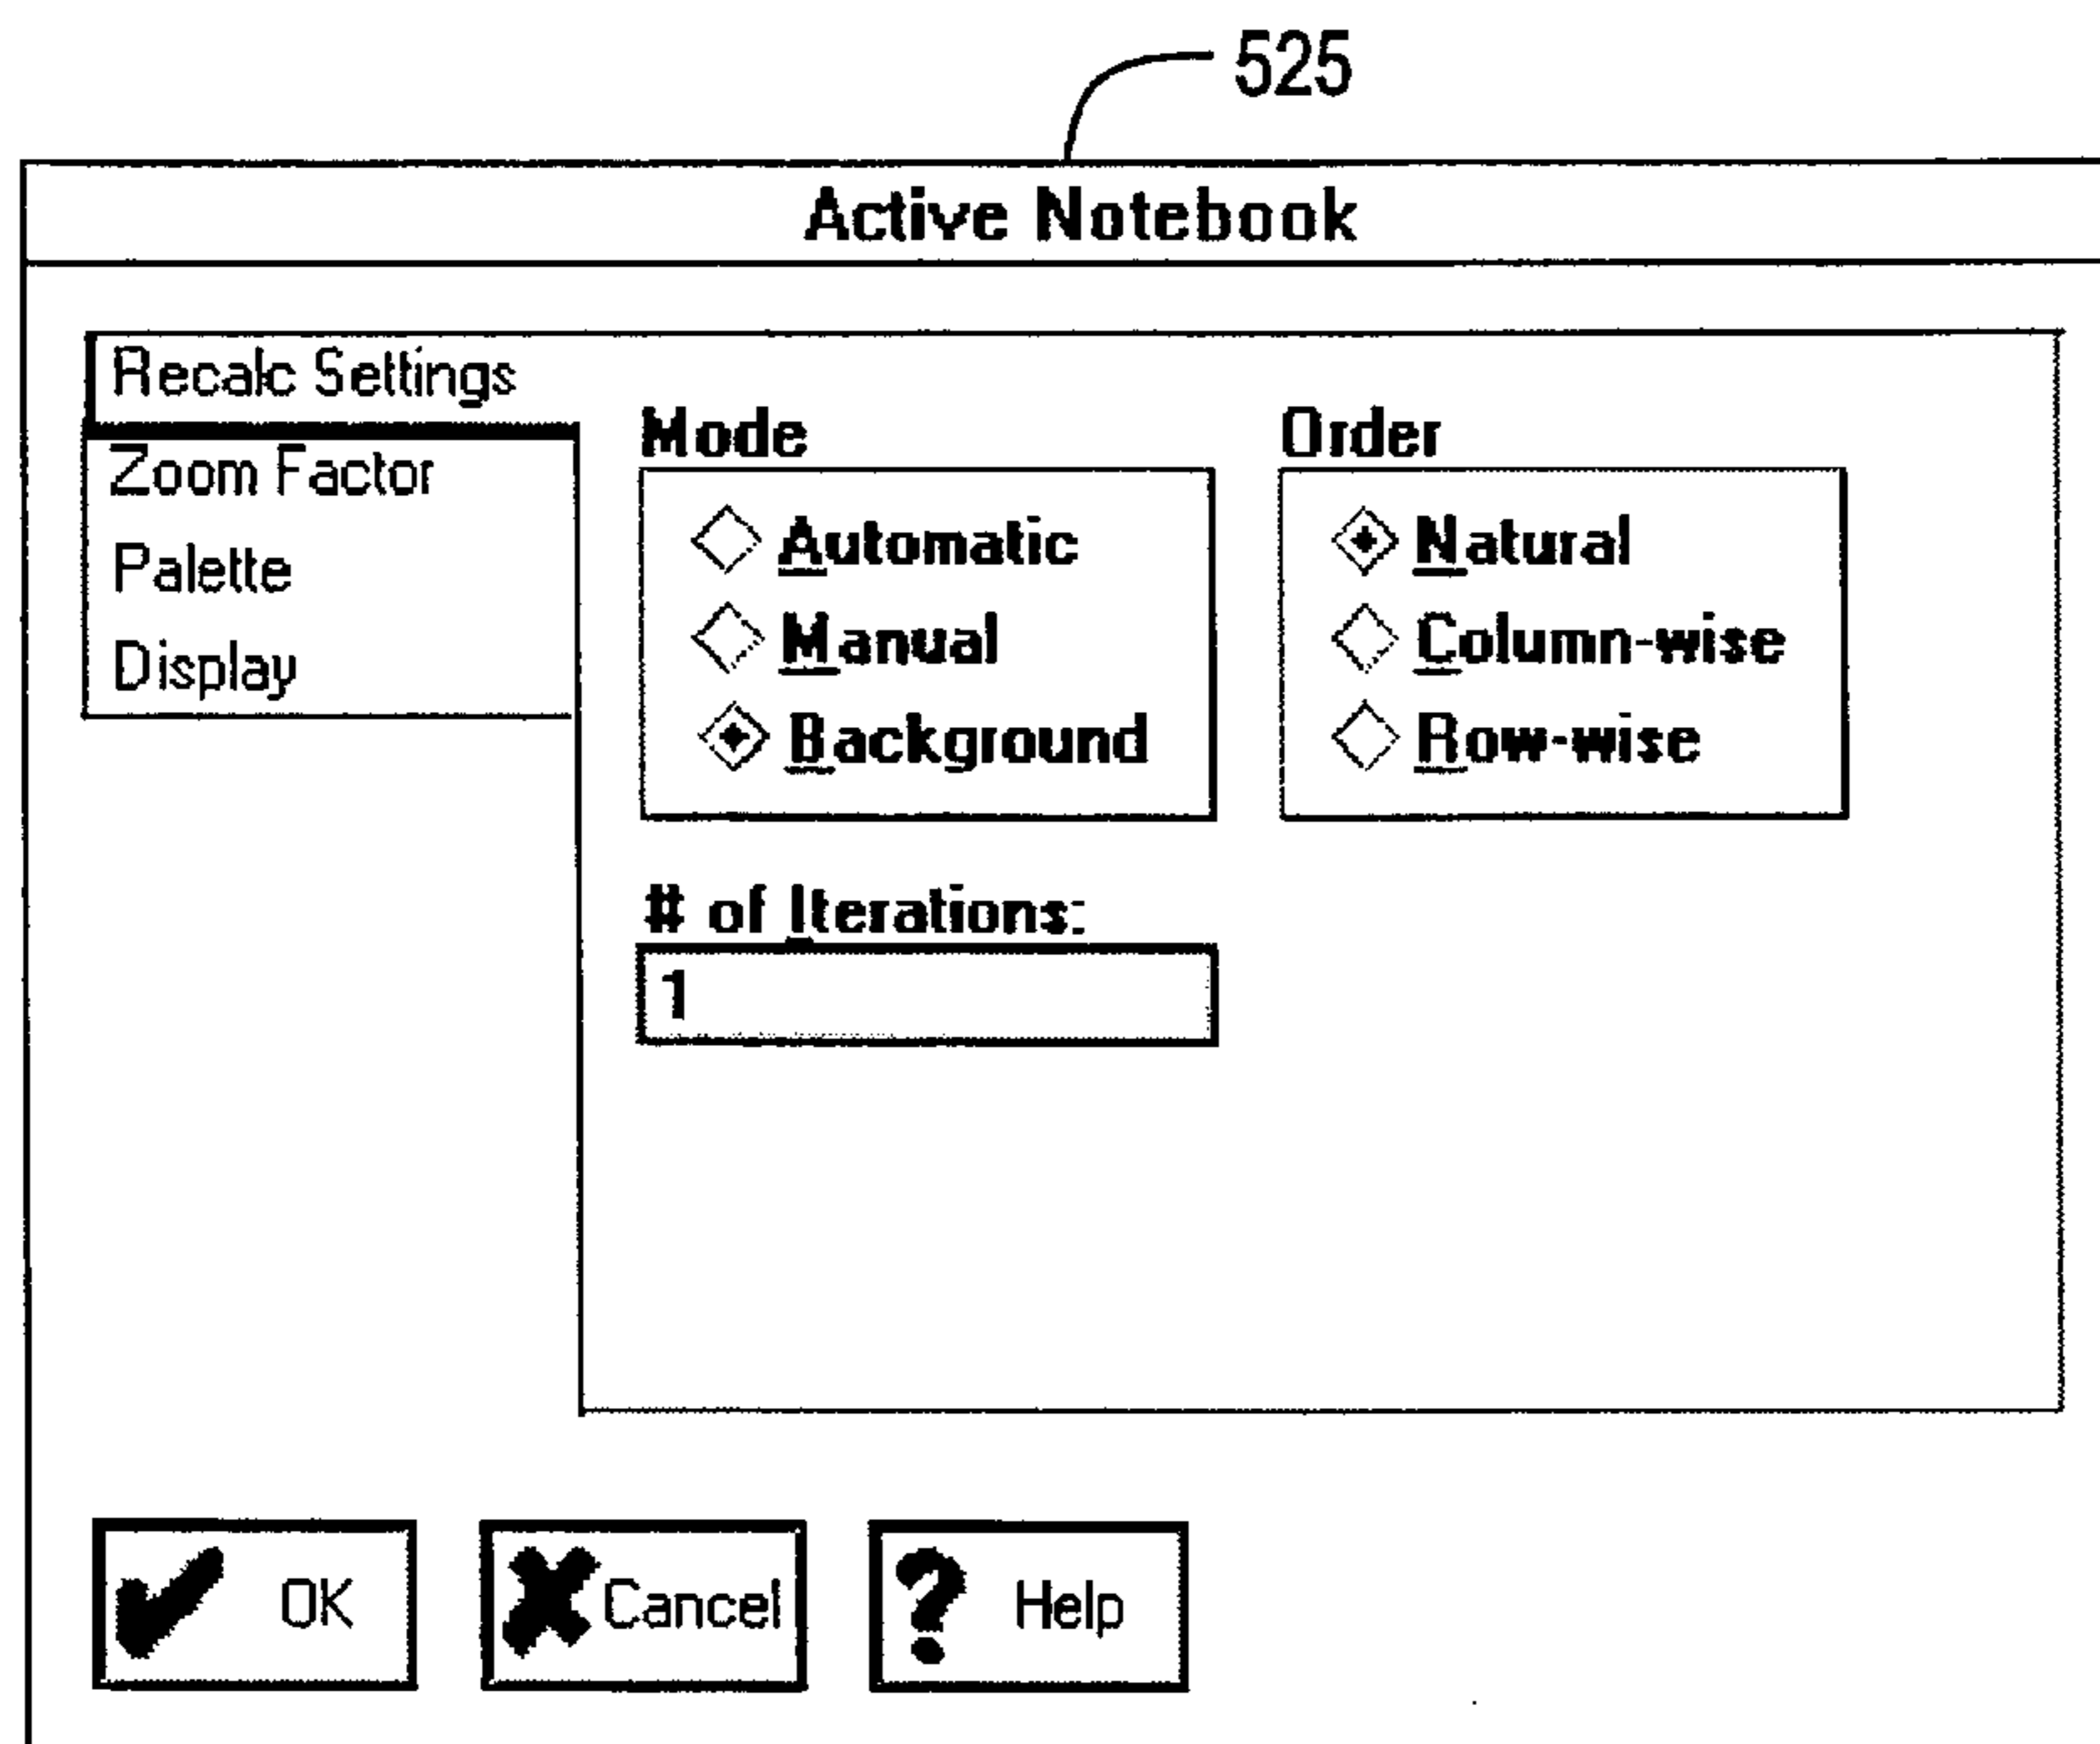 525
Active Notebook
Recalc Settings
Zoom Factor
Palette
Display
Mode
Automatic
Manual
Background
Order
Natural
Column-wise
Row-wise
# of Iterations:
1
OK
Cancel
Help